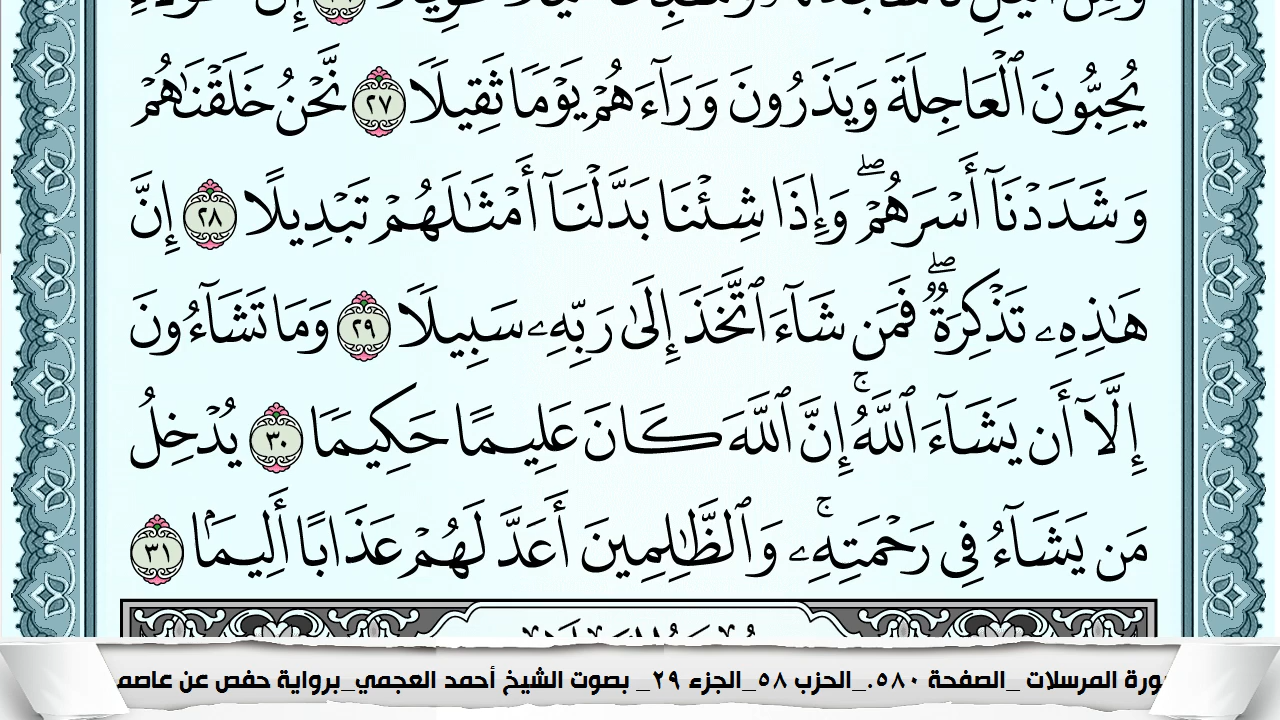 يُحِبُّونَ ٱلْعَاجِلَةَ وَيَذَرُونَ وَرَآءَهُمْ يَوْمًا ثَقِيلًا ٢٧ نَّحْنُ خَلَقْنَٰهُمْ
وَشَدَدْنَآ أَسْرَهُمْ ۖ وَإِذَا شِئْنَا بَدَّلْنَآ أَمْثَٰلَهُمْ تَبْدِيلًا ٢٨ إِنَّ
هَٰذِهِۦ تَذْكِرَةٌ ۖ فَمَن شَآءَ ٱتَّخَذَ إِلَىٰ رَبِّهِۦ سَبِيلًا ٢٩ وَمَا تَشَآءُونَ
إِلَّآ أَن يَشَآءَ ٱللَّهُ ۚ إِنَّ ٱللَّهَ كَانَ عَلِيمًا حَكِيمًا ٣٠ يُدْخِلُ
مَن يَشَآءُ فِى رَحْمَتِهِۦ ۚ وَٱلظَّٰلِمِينَ أَعَدَّ لَهُمْ عَذَابًا أَلِيمًۢا ٣١
ورة المرسلات _الصفحة ٥٨٠._الحزب ٥٨_الجزء ٢٩_ بصوت الشيخ أحمد العجمي_برواية حفص عن عاصم